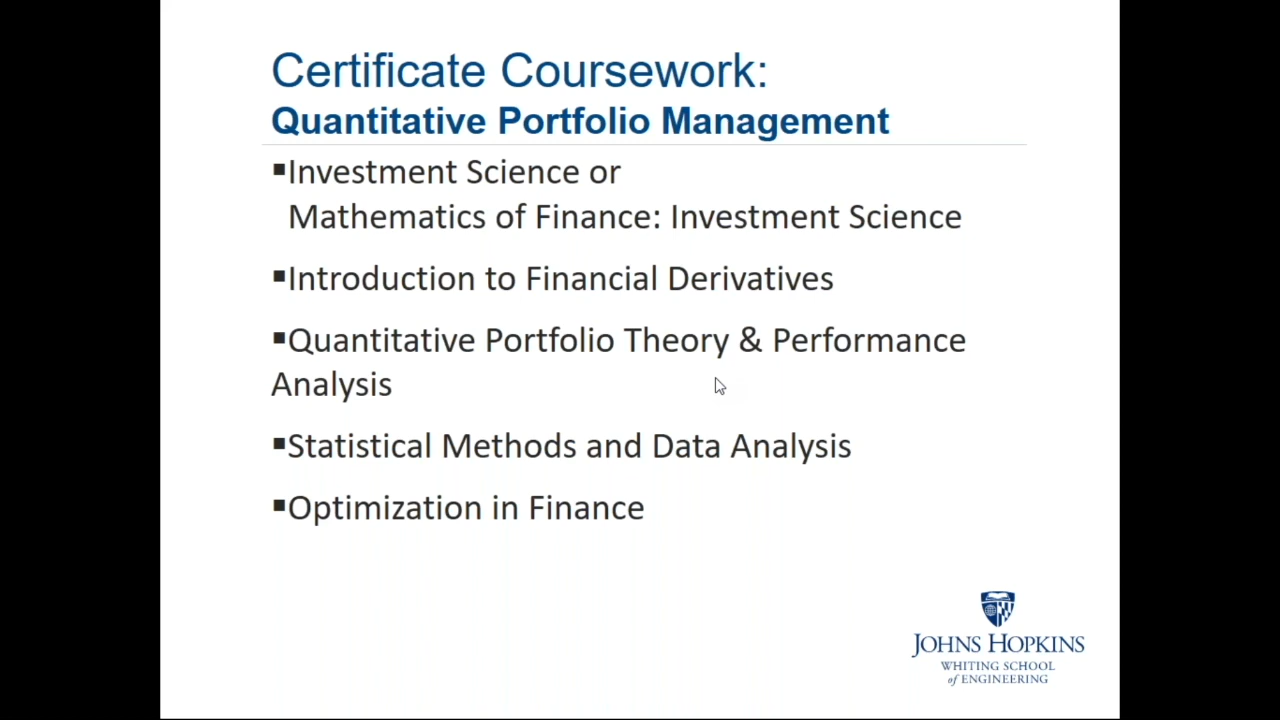 Certificate Coursework:
Quantitative Portfolio Management
▪Investment Science or
Mathematics of Finance: Investment Science
▪Introduction to Financial Derivatives
▪Quantitative Portfolio Theory & Performance
Analysis
▪Statistical Methods and Data Analysis
▪Optimization in Finance
JOHNS HOPKINS
WHITING SCHOOL
of ENGINEERING